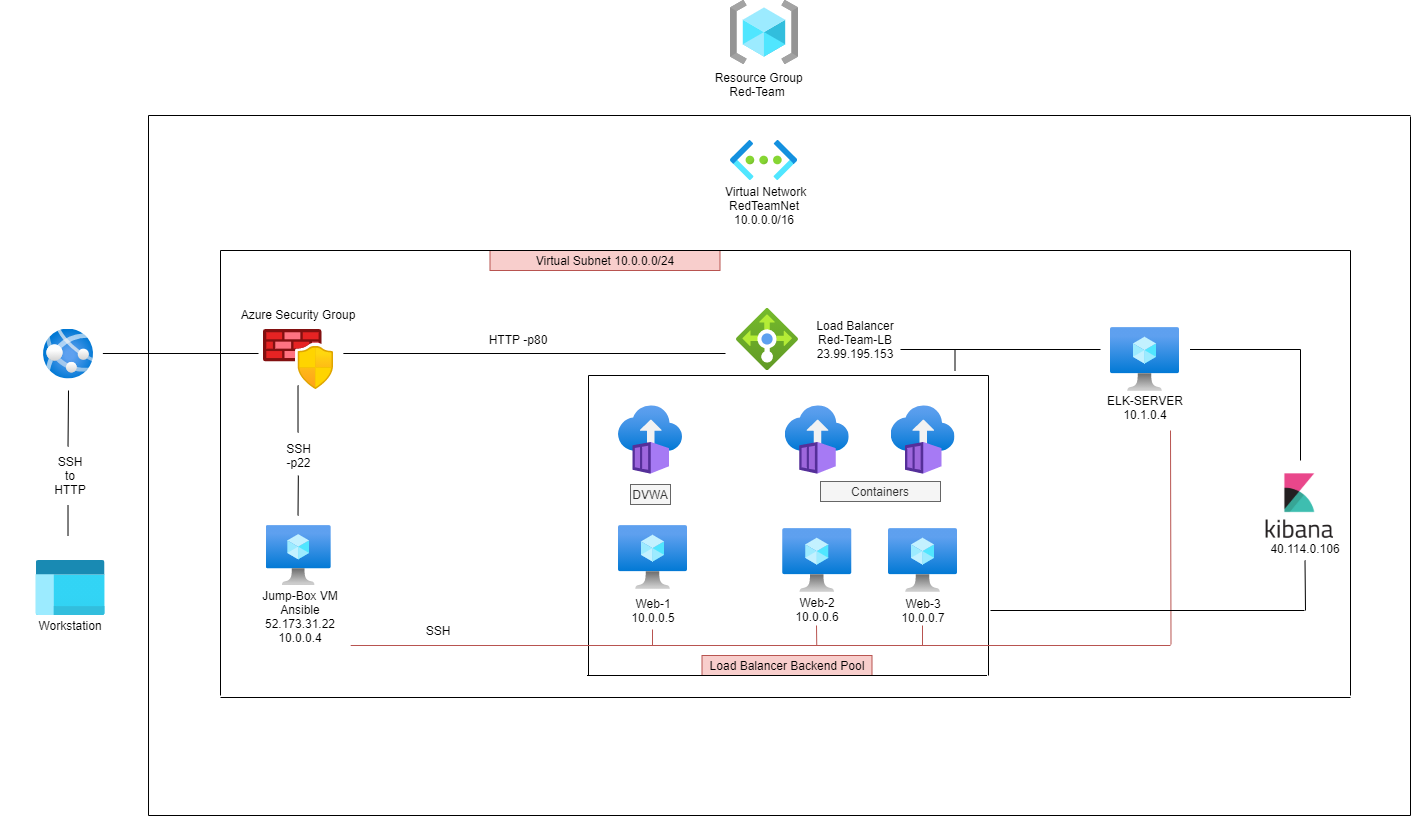 Resource Group
Red-Team
Virtual Network
RedTeamNet
10.0.0.0/16
Virtual Subnet 10.0.0.0/24
Azure Security Group
HTTP -p80
Load Balancer
Red-Team-LB
23.99.195.153
ELK-SERVER
10.1.0.4
SSH
-p22
SSH
to
HTTP
DVWA
Containers
kibana
40.114.0.106
Jump-Box VM
Ansible
52.173.31.22
10.0.0.4
Web-1
10.0.0.5
Web-2
10.0.0.6
Web-3
10.0.0.7
Workstation
SSH
Load Balancer Backend Pool